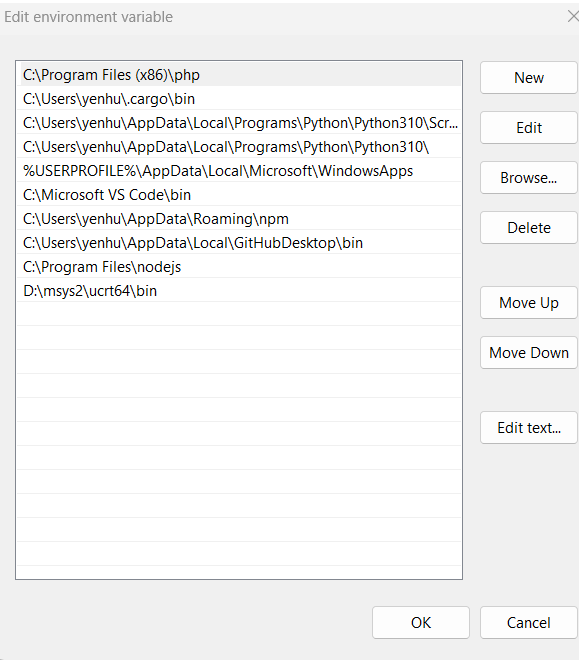 Edit environment variable
C:\Program Files (x86)\php
C:\Users\yenhu\.cargo\bin
C:\Users\yenhu\AppData\Local\Programs\Python\Python310\Scr...
C:\Users\yenhu\AppData\Local\Programs\Python\Python310\
%USERPROFILE%\AppData\Local\Microsoft\WindowsApps
C:\Microsoft VS Code\bin
C:\Users\yenhu\AppData\Roaming\npm
C:\Users\yenhu\AppData\Local\GitHubDesktop\bin
C:\Program Files\nodejs
D:\msys2\ucrt64\bin
New
Edit
Browse...
Delete
Move Up
Move Down
Edit text...
OK
Cancel